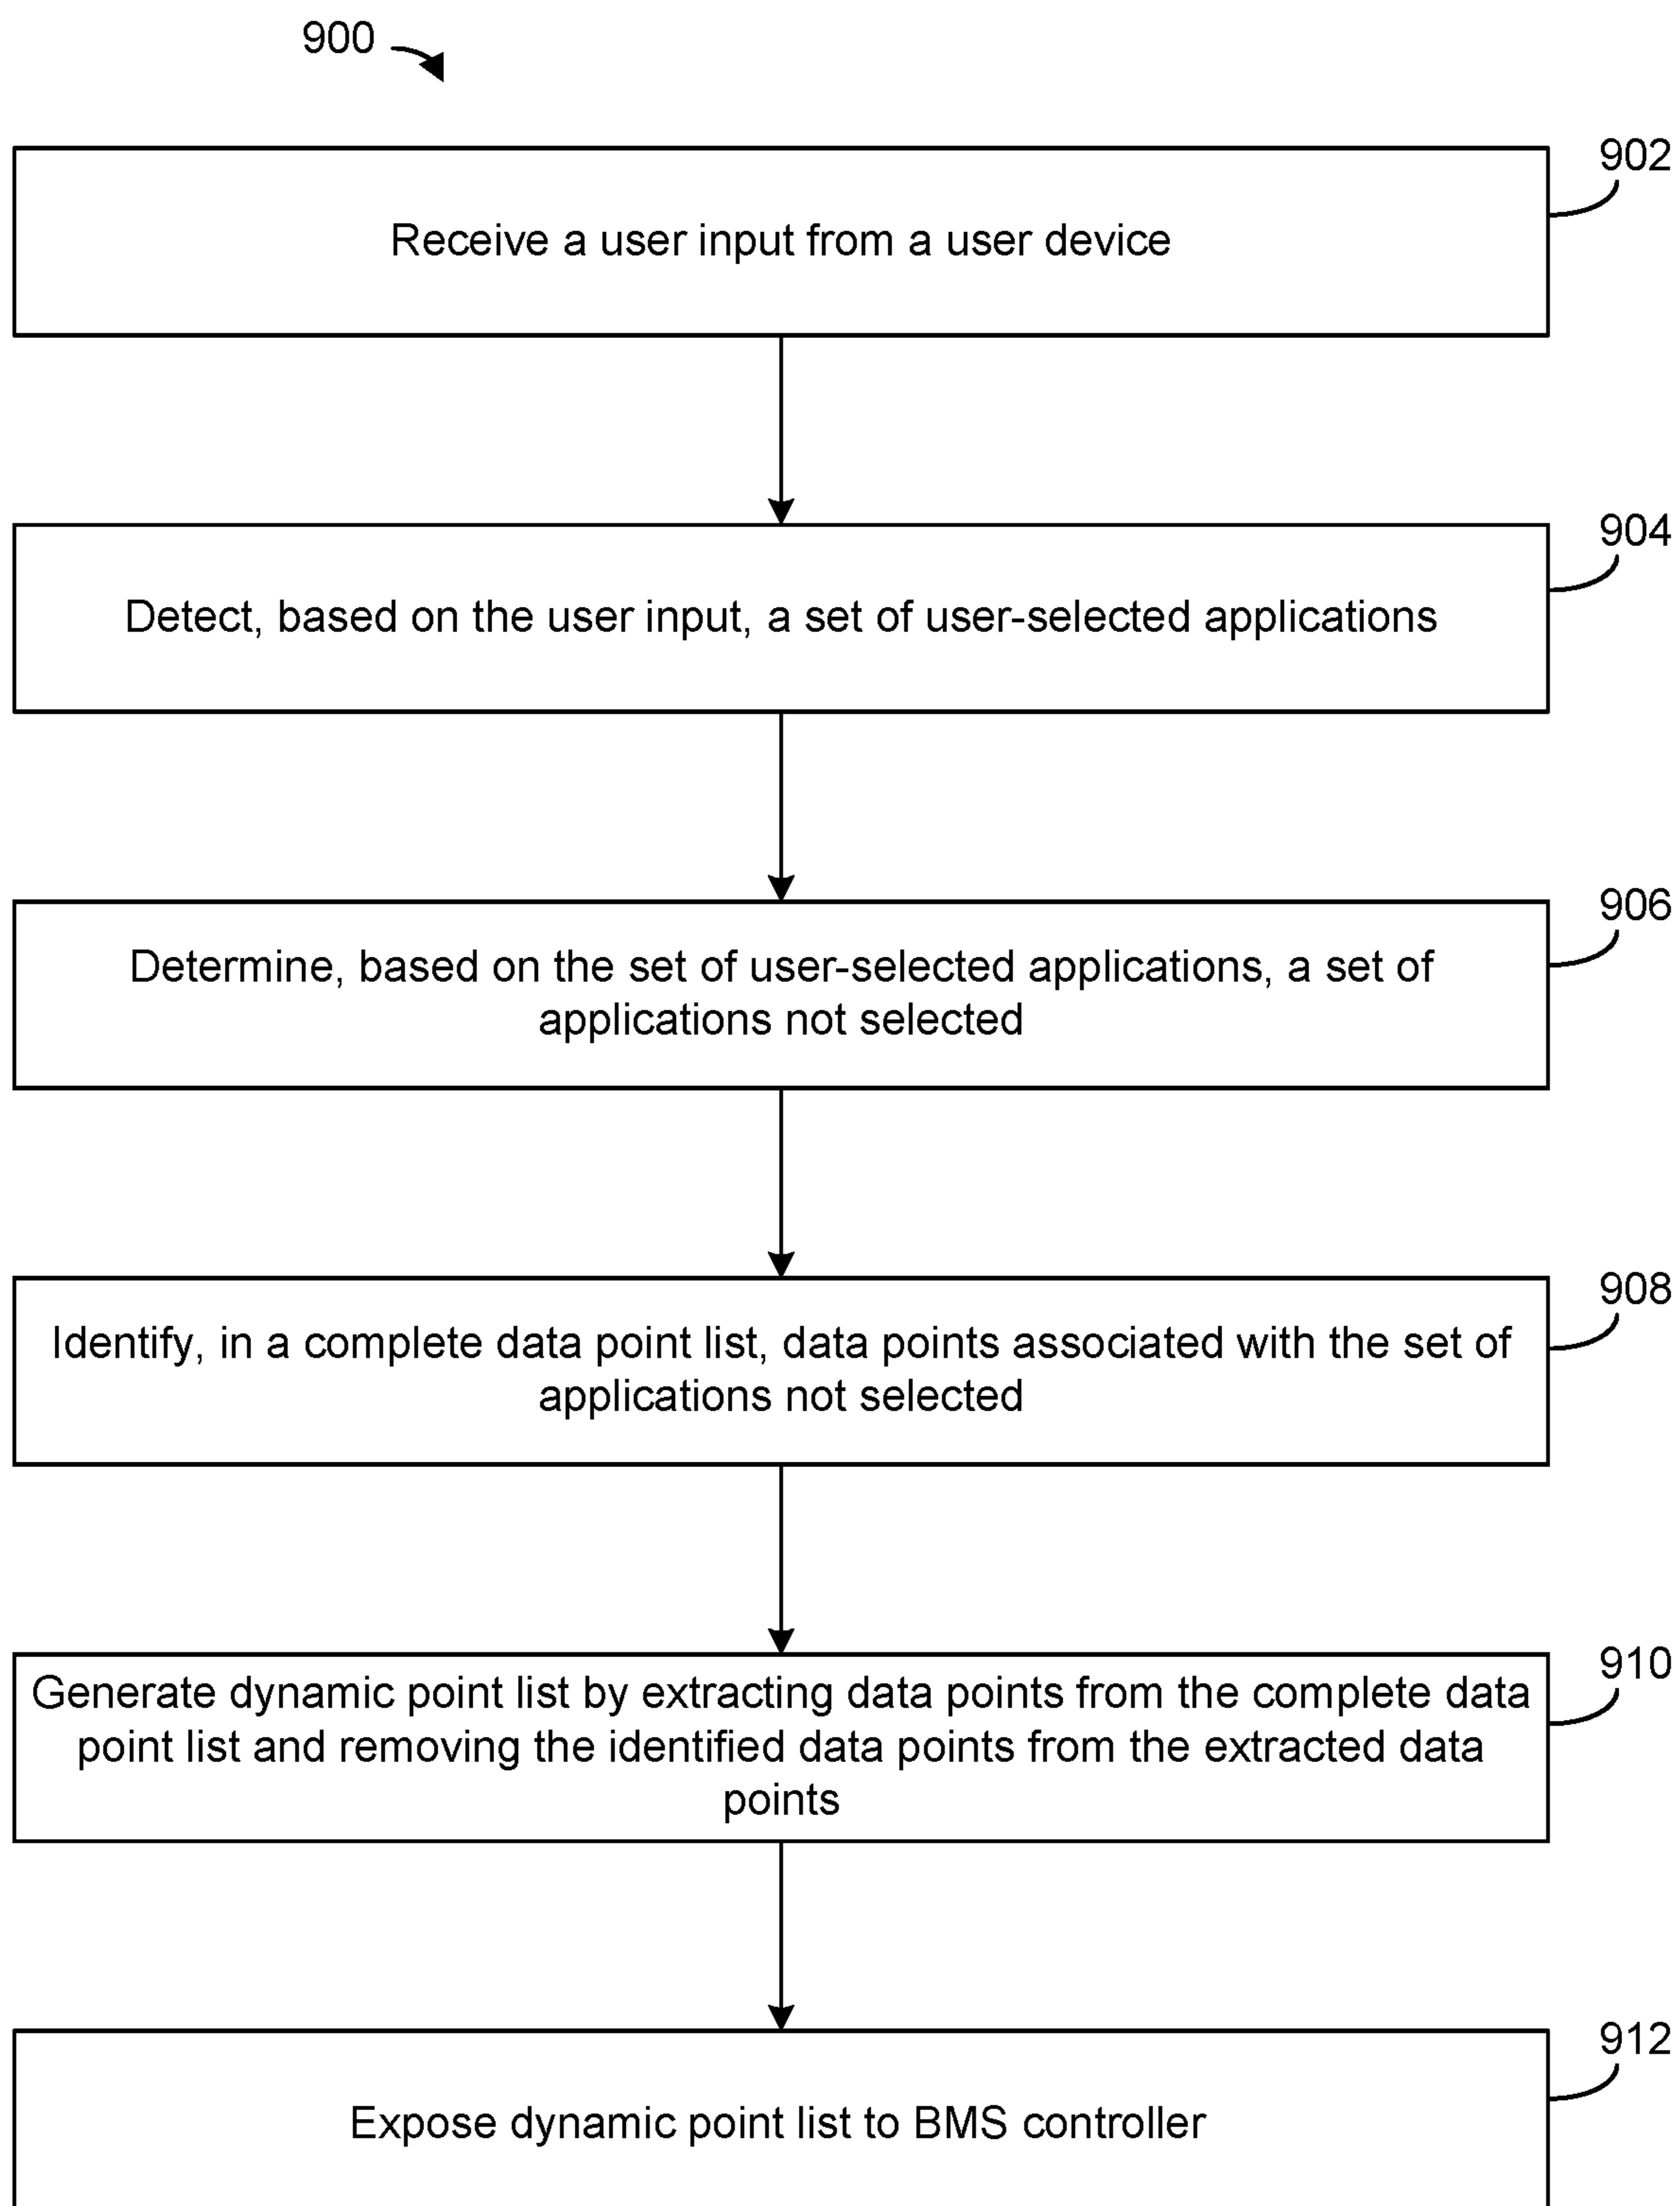 900
902
Receive a user input from a user device
904
Detect, based on the user input, a set of user-selected applications
906
Determine, based on the set of user-selected applications, a set of
applications not selected
908
Identify, in a complete data point list, data points associated with the set of
applications not selected
910
Generate dynamic point list by extracting data points from the complete data
point list and removing the identified data points from the extracted data
points
912
Expose dynamic point list to BMS controller